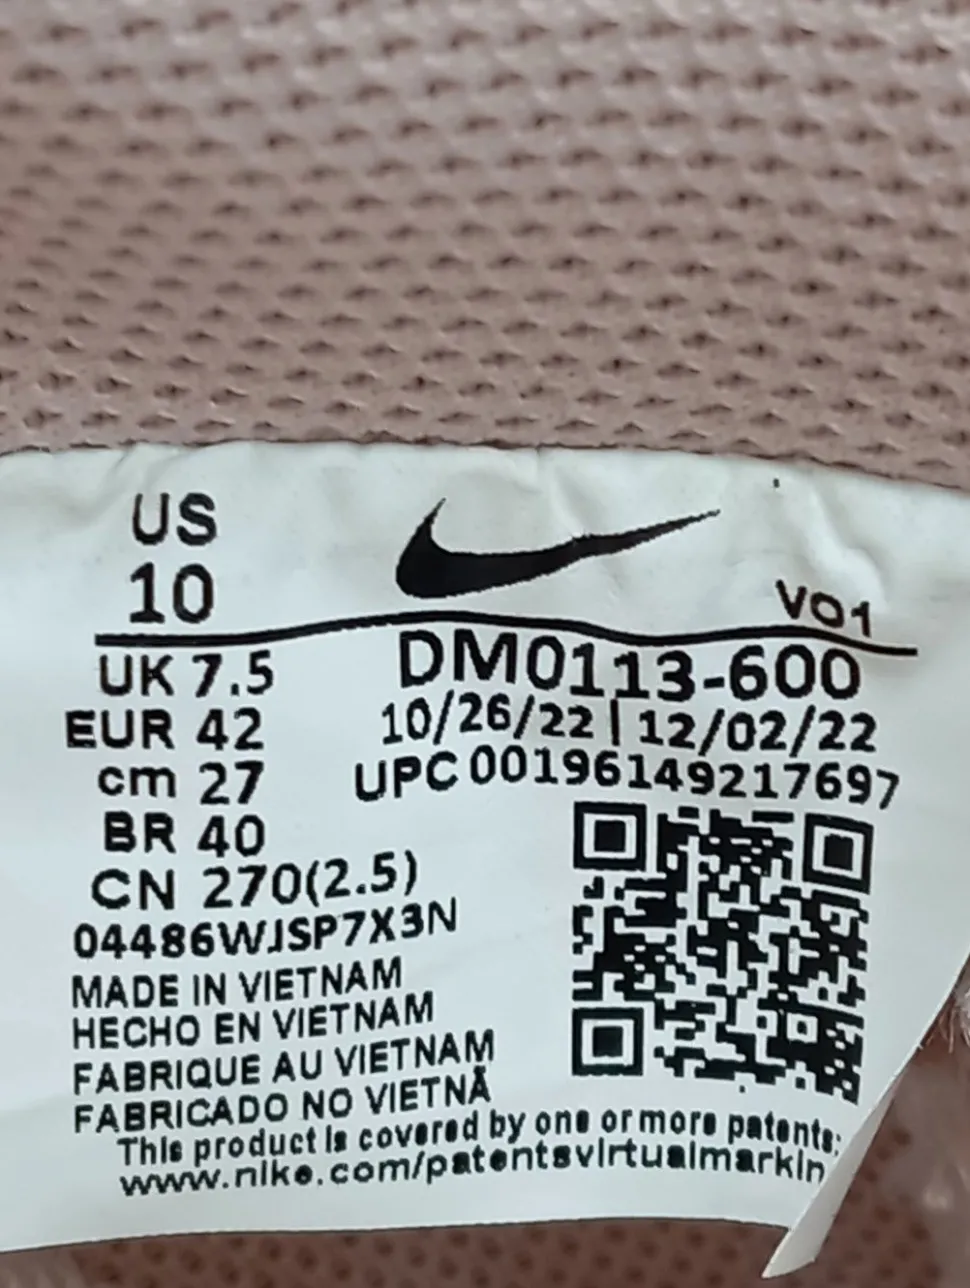 US
10
VO1
UK 7.5
DM0113-600
EUR 42
10/26/22 | 12/02/22
cm 27
UPC 00196149217697
BR 40
CN 270(2.5)
04486WJSP7X3N
MADE IN VIETNAM
HECHO EN VIETNAM
FABRIQUE AU VIETNAM
FABRICADO NO VIETNÃ
This product is covered by one or more patents:
www.nike.com/patentsvirtualmarkin